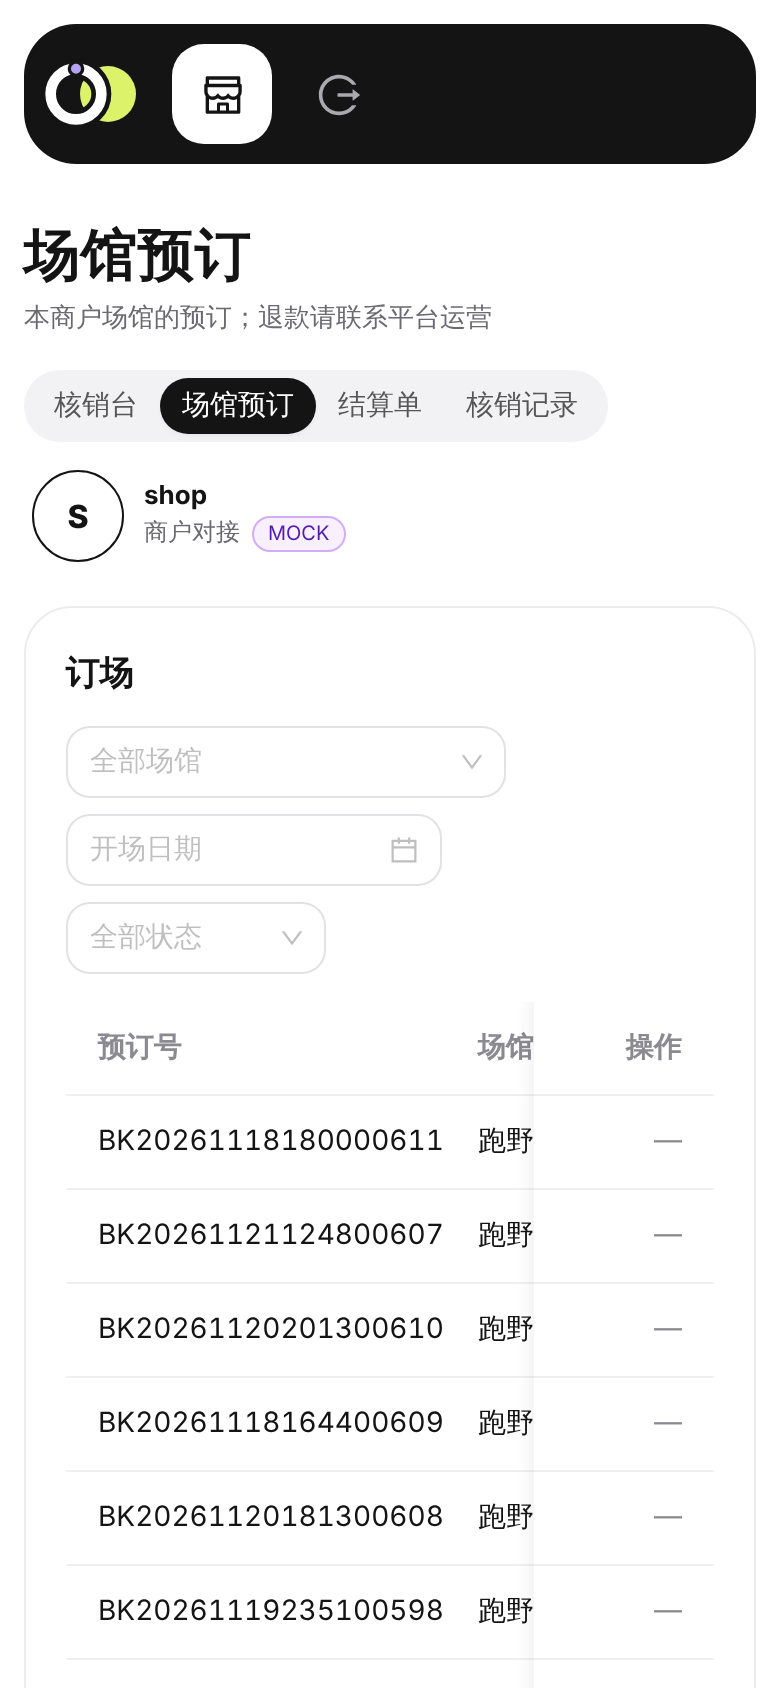 场馆预订
本商户场馆的预订；退款请联系平台运营
核销台 场馆预订 结算单 核销记录
S
shop
商户对接 MOCK
订场
全部场馆
开场日期
全部状态
预订号 场馆 操作
BK20261118180000611 跑野 —
BK20261121124800607 跑野 —
BK20261120201300610 跑野 —
BK20261118164400609 跑野 —
BK20261120181300608 跑野 —
BK20261119235100598 跑野 —